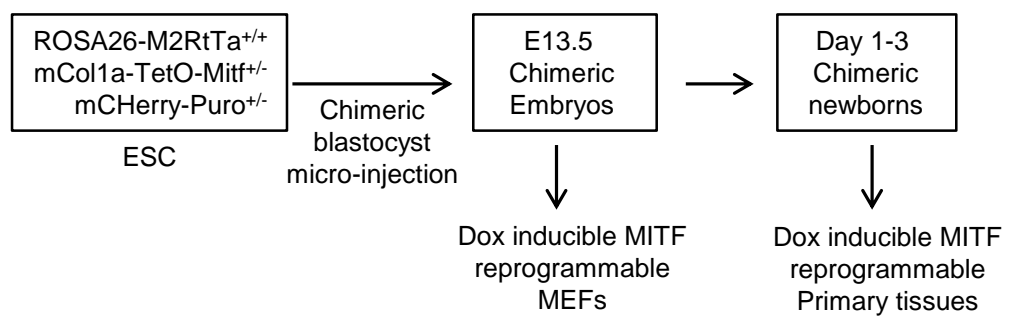 ROSA26-M2RtTa+/+
mCol1a-TetO-Mitf+/-
mCHerry-Puro+/-
ESC
Chimeric
blastocyst
micro-injection
E13.5
Chimeric
Embryos
Dox inducible MITF
reprogrammable
MEFs
Day 1-3
Chimeric
newborns
Dox inducible MITF
reprogrammable
Primary tissues